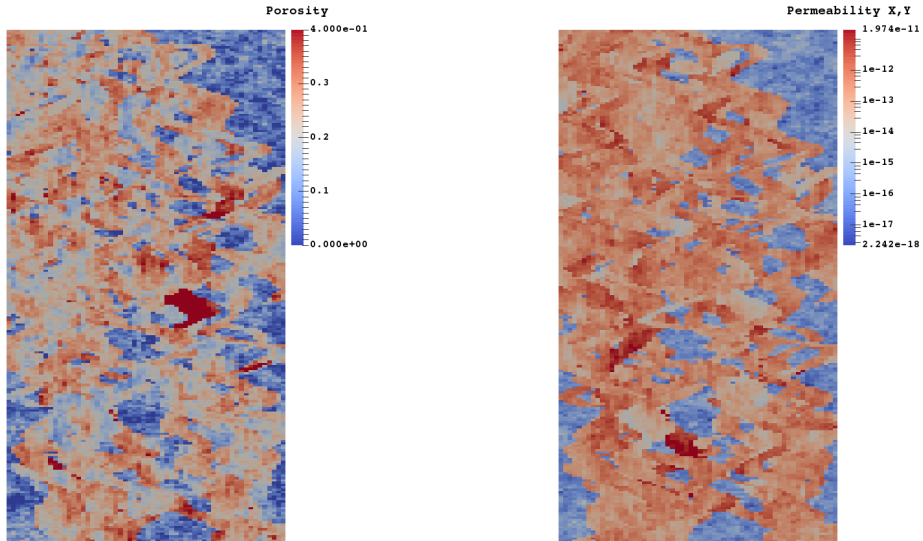 Porosity
4.000e-01
0.3
0.2
0.1
0.000e+00
Permeability X,Y
1.974e-11
1e-12
1e-13
1e-14
1e-15
1e-16
1e-17
2.242e-18